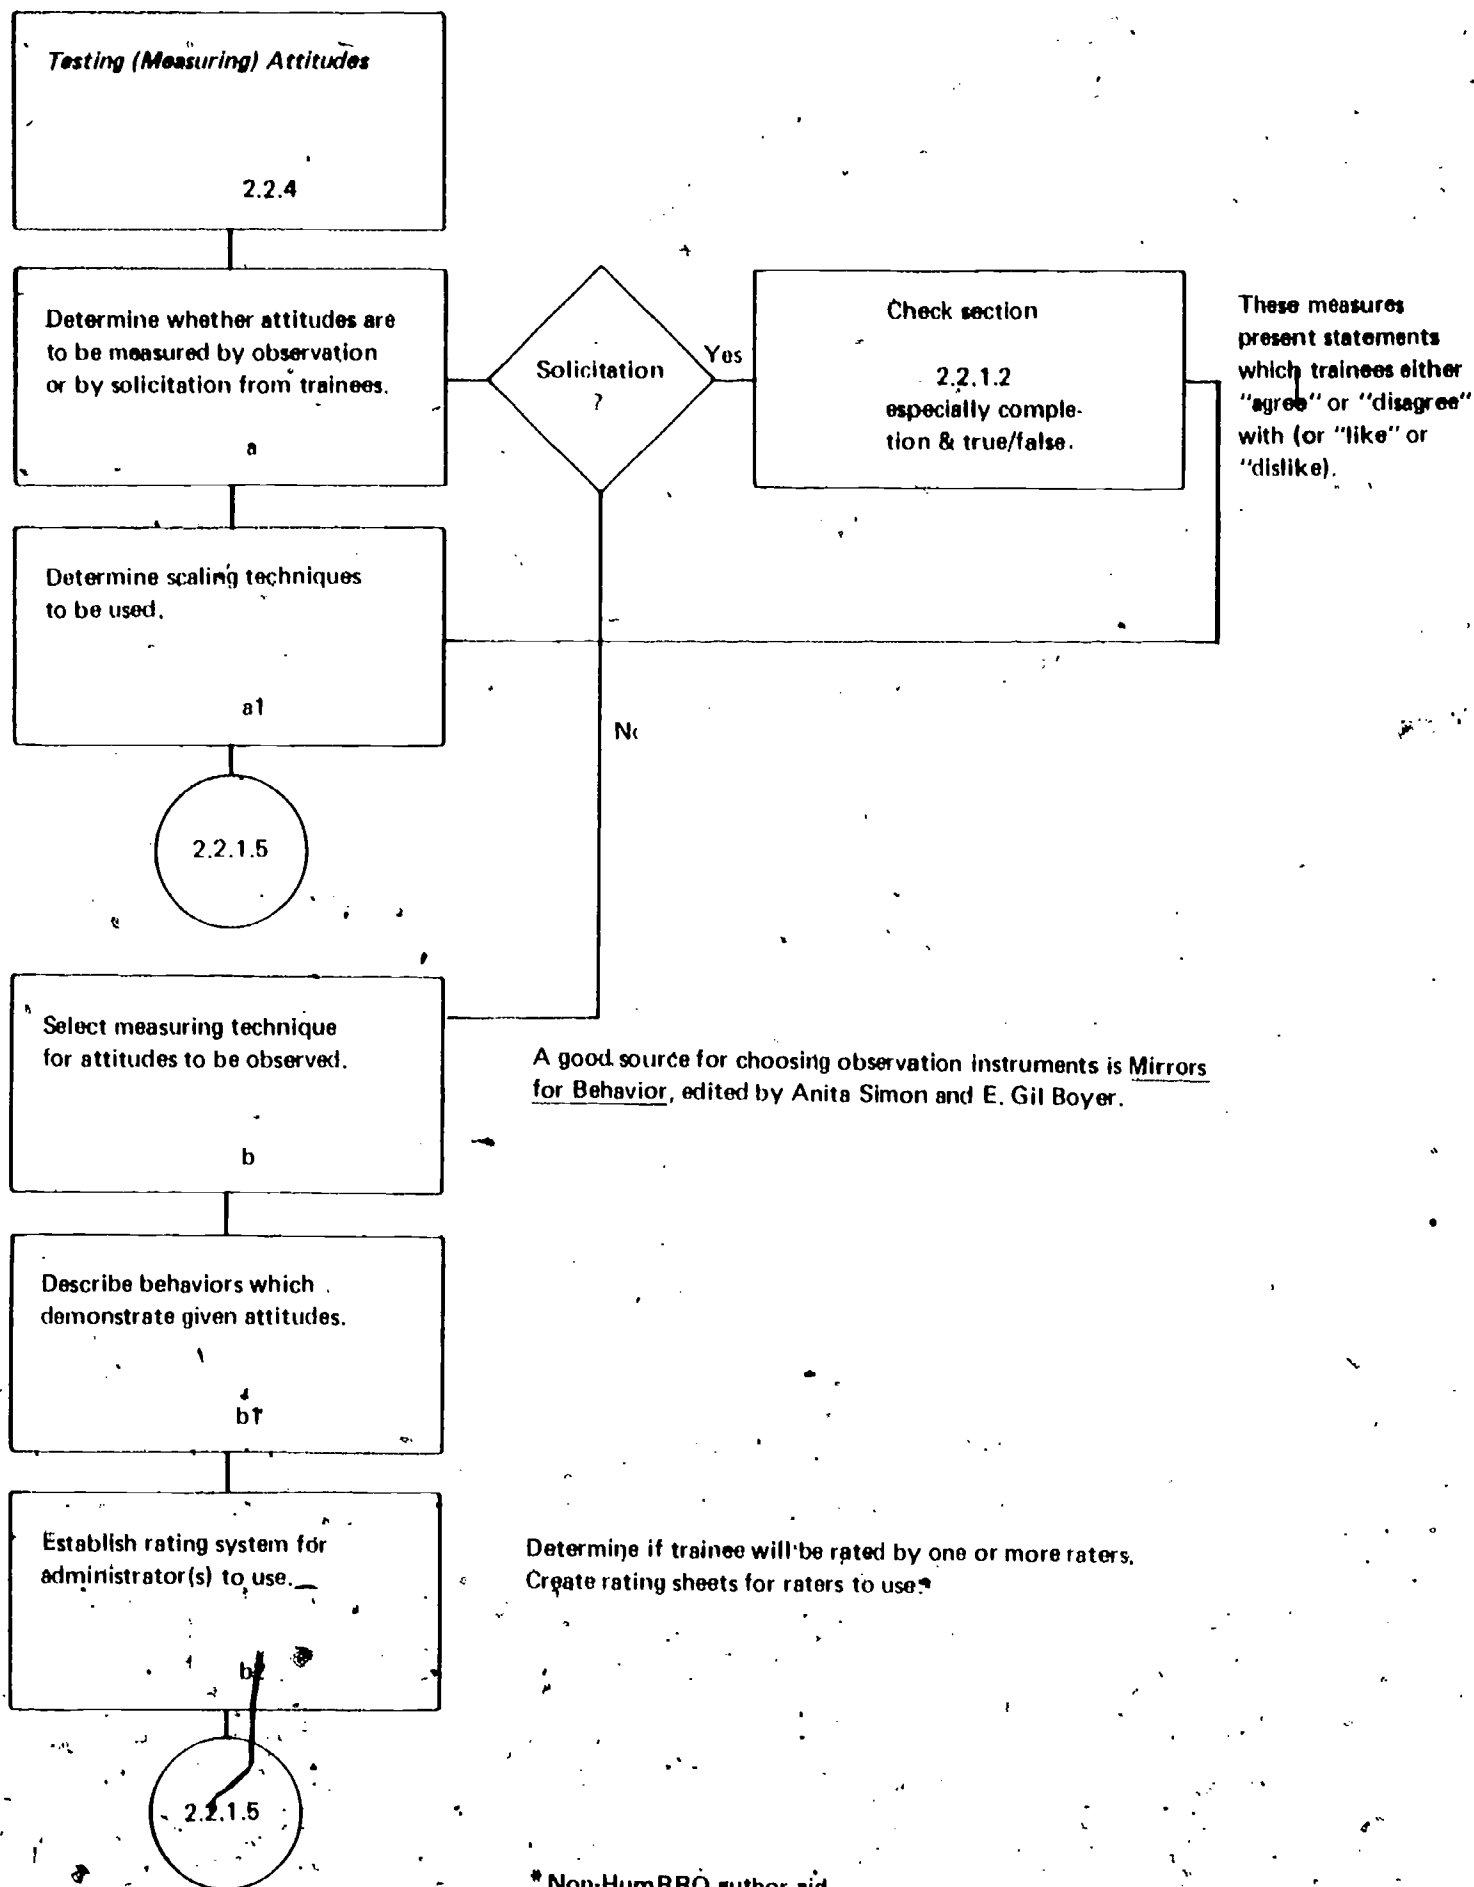 Testing (Measuring) Attitudes
2.2.4
Determine whether attitudes are
to be measured by observation
or by solicitation from trainees.
a
Solicitation
?
Yes
Check section
2.2.1.2
especially comple-
tion & true/false.
These measures
present statements
which trainees either
"agree" or "disagree"
with (or "like" or
"dislike).
Determine scaling techniques
to be used.
a1
No
2.2.1.5
Select measuring technique
for attitudes to be observed.
b
A good source for choosing observation instruments is Mirrors
for Behavior, edited by Anita Simon and E. Gil Boyer.
Describe behaviors which
demonstrate given attitudes.
b1
Establish rating system for
administrator(s) to use.
b2
Determine if trainee will be rated by one or more raters.
Create rating sheets for raters to use.*
2.2.1.5
* Non-HumRRO author aid